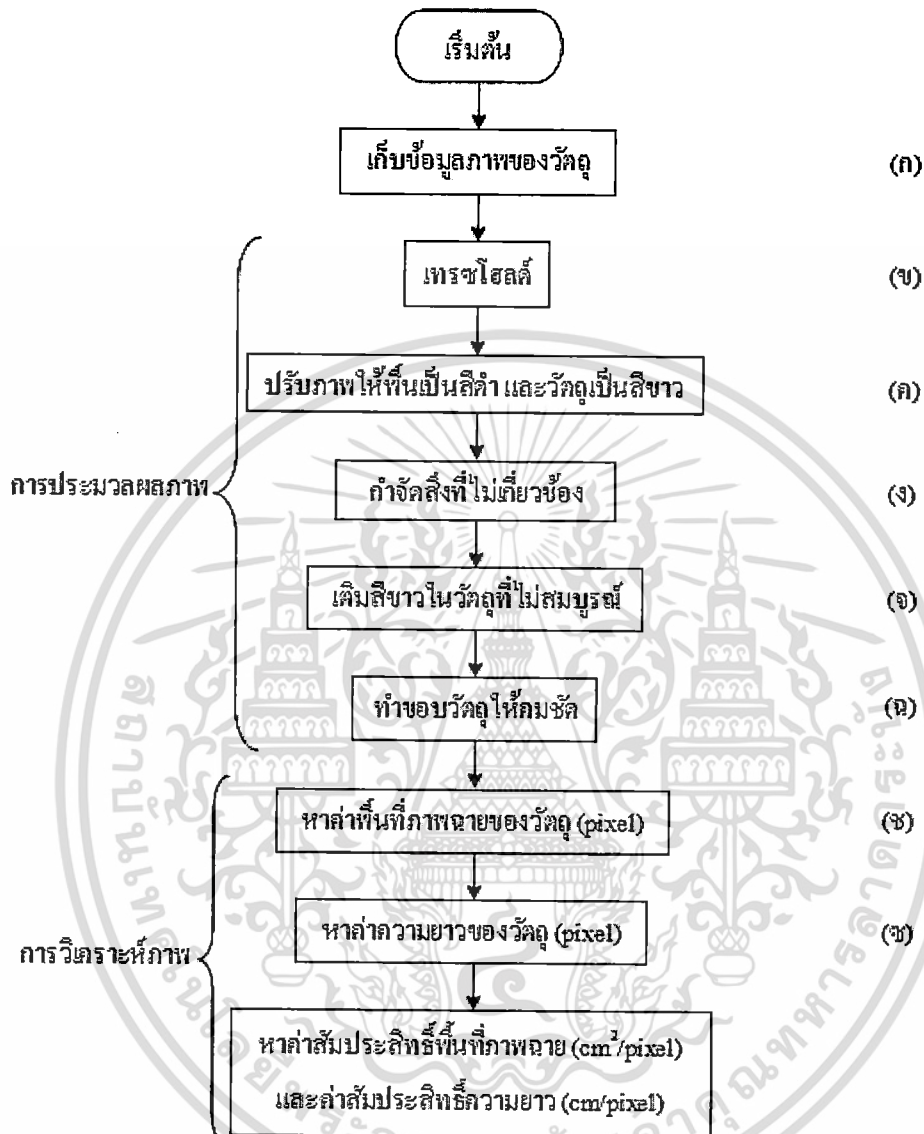 เริ่มต้น
เก็บข้อมูลภาพของวัตถุ (ก)
เทรชโฮลด์ (ข)
ปรับภาพให้พื้นเป็นสีดำ และวัตถุเป็นสีขาว (ค)
การประมวลผลภาพ
กำจัดสิ่งที่ไม่เกี่ยวข้อง (ง)
เติมสีขาวในวัตถุที่ไม่สมบูรณ์ (จ)
ทำขอบวัตถุให้คมชัด (ฉ)
หาค่าพื้นที่ภาพฉายของวัตถุ (pixel) (ช)
การวิเคราะห์ภาพ
หาค่าความยาวของวัตถุ (pixel) (ซ)
หาค่าสัมประสิทธิ์พื้นที่ภาพฉาย (cm²/pixel)
และค่าสัมประสิทธิ์ความยาว (cm/pixel)